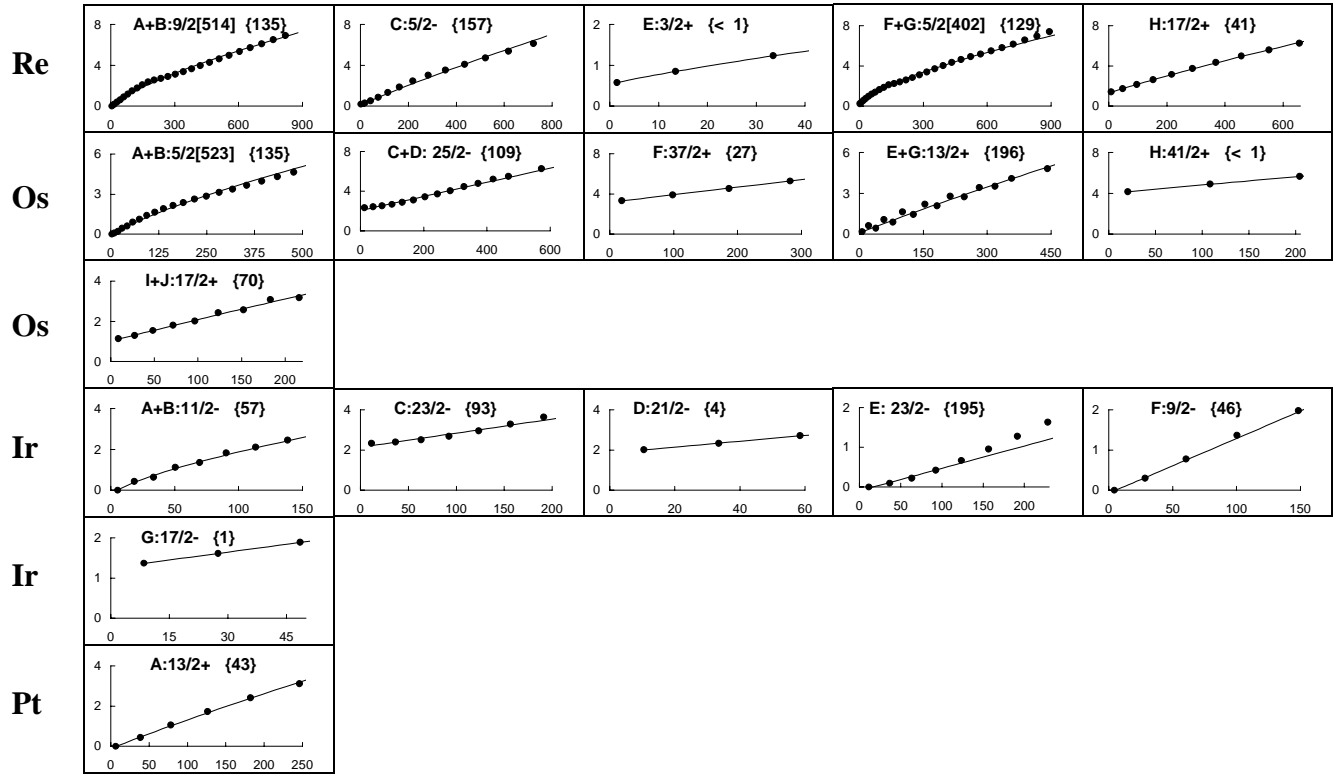 Re
A+B:9/2[514] {135}
8
4
0
0 300 600 900
C:5/2- {157}
8
4
0
0 200 400 600 800
E:3/2+ {< 1}
2
1
0
0 10 20 30 40
F+G:5/2[402] {129}
8
4
0
0 300 600 900
H:17/2+ {41}
8
4
0
0 200 400 600
Os
A+B:5/2[523] {135}
6
3
0
0 125 250 375 500
C+D: 25/2- {109}
8
4
0
0 200 400 600
F:37/2+ {27}
8
4
0
0 100 200 300
E+G:13/2+ {196}
6
3
0
0 150 300 450
H:41/2+ {< 1}
8
4
0
0 50 100 150 200
Os
I+J:17/2+ {70}
4
2
0
0 50 100 150 200
Ir
A+B:11/2- {57}
4
2
0
0 50 100 150
C:23/2- {93}
4
2
0
0 50 100 150 200
D:21/2- {4}
4
2
0
0 20 40 60
E: 23/2- {195}
2
1
0
0 50 100 150 200
F:9/2- {46}
2
1
0
0 50 100 150
Ir
G:17/2- {1}
2
1
0
0 15 30 45
Pt
A:13/2+ {43}
4
2
0
0 50 100 150 200 250